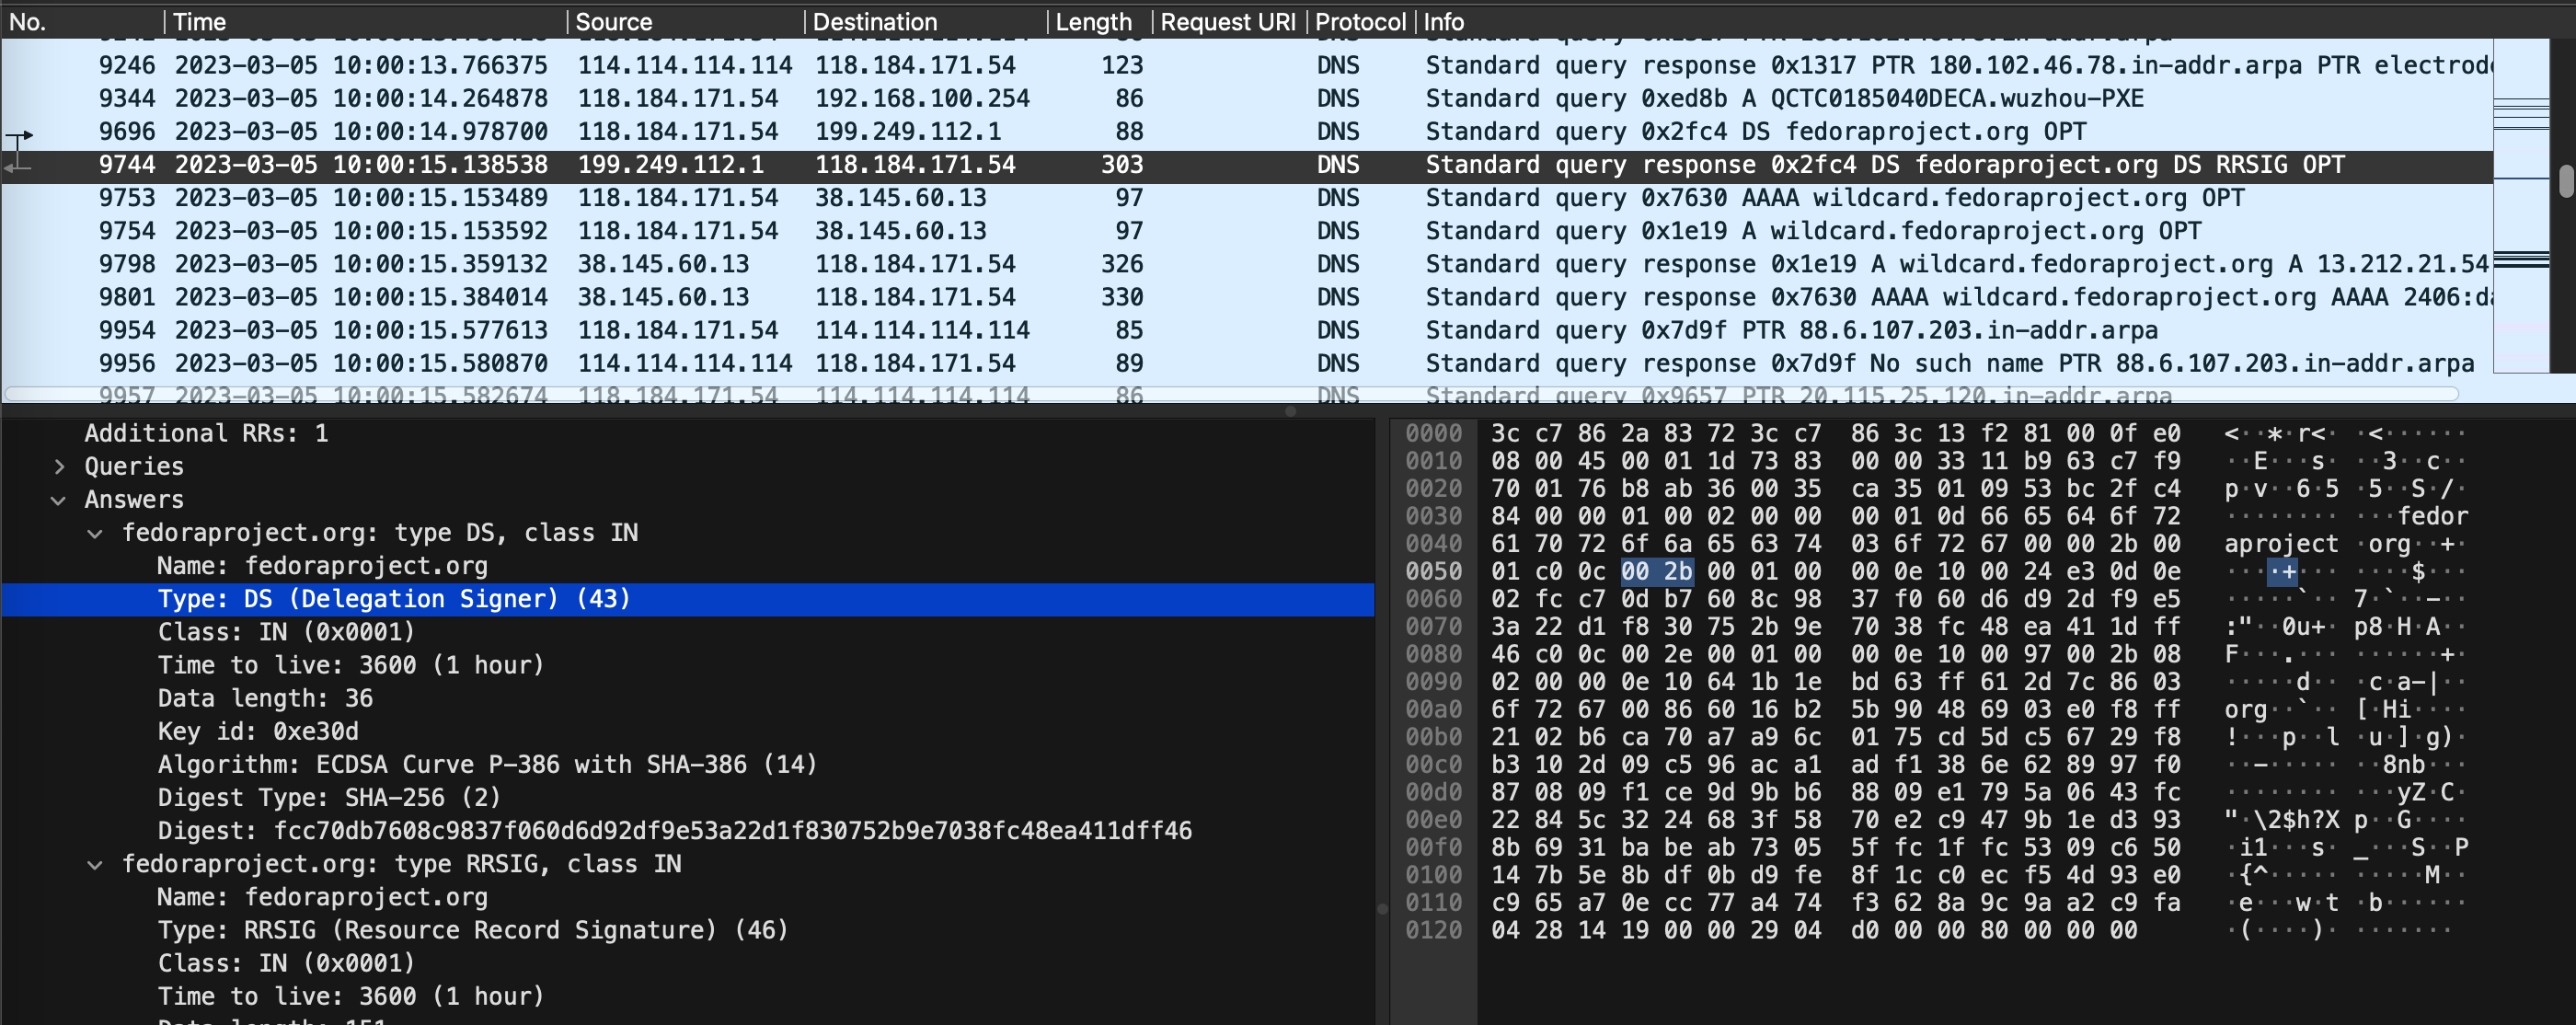 No. Time Source Destination Length Request URI Protocol Info
9246 2023-03-05 10:00:13.766375 114.114.114.114 118.184.171.54 123 DNS Standard query response 0x1317 PTR 180.102.46.78.in-addr.arpa PTR electrod
9344 2023-03-05 10:00:14.264878 118.184.171.54 192.168.100.254 86 DNS Standard query 0xed8b A QCTC0185040DECA.wuzhou-PXE
9696 2023-03-05 10:00:14.978700 118.184.171.54 199.249.112.1 88 DNS Standard query 0x2fc4 DS fedoraproject.org OPT
9744 2023-03-05 10:00:15.138538 199.249.112.1 118.184.171.54 303 DNS Standard query response 0x2fc4 DS fedoraproject.org DS RRSIG OPT
9753 2023-03-05 10:00:15.153489 118.184.171.54 38.145.60.13 97 DNS Standard query 0x7630 AAAA wildcard.fedoraproject.org OPT
9754 2023-03-05 10:00:15.153592 118.184.171.54 38.145.60.13 97 DNS Standard query 0x1e19 A wildcard.fedoraproject.org OPT
9798 2023-03-05 10:00:15.359132 38.145.60.13 118.184.171.54 326 DNS Standard query response 0x1e19 A wildcard.fedoraproject.org A 13.212.21.54
9801 2023-03-05 10:00:15.384014 38.145.60.13 118.184.171.54 330 DNS Standard query response 0x7630 AAAA wildcard.fedoraproject.org AAAA 2406:da
9954 2023-03-05 10:00:15.577613 118.184.171.54 114.114.114.114 85 DNS Standard query 0x7d9f PTR 88.6.107.203.in-addr.arpa
9956 2023-03-05 10:00:15.580870 114.114.114.114 118.184.171.54 89 DNS Standard query response 0x7d9f No such name PTR 88.6.107.203.in-addr.arpa
9957 2023-03-05 10:00:15.582674 118.184.171.54 114.114.114.114 86 DNS Standard query 0x9657 PTR 20.115.25.120.in-addr.arpa
Additional RRs: 1
Queries
Answers
fedoraproject.org: type DS, class IN
Name: fedoraproject.org
Type: DS (Delegation Signer) (43)
Class: IN (0x0001)
Time to live: 3600 (1 hour)
Data length: 36
Key id: 0xe30d
Algorithm: ECDSA Curve P-386 with SHA-386 (14)
Digest Type: SHA-256 (2)
Digest: fcc70db7608c9837f060d6d92df9e53a22d1f830752b9e7038fc48ea411dff46
fedoraproject.org: type RRSIG, class IN
Name: fedoraproject.org
Type: RRSIG (Resource Record Signature) (46)
Class: IN (0x0001)
Time to live: 3600 (1 hour)
Data length: 151
0000 3c c7 86 2a 83 72 3c c7 86 3c 13 f2 81 00 0f e0 <··*·r<· ·<······
0010 08 00 45 00 01 1d 73 83 00 00 33 11 b9 63 c7 f9 ··E···s· ··3··c··
0020 70 01 76 b8 ab 36 00 35 ca 35 01 09 53 bc 2f c4 p·v··6·5 ·5··S·/·
0030 84 00 00 01 00 02 00 00 00 01 0d 66 65 64 6f 72 ········ ···fedor
0040 61 70 72 6f 6a 65 63 74 03 6f 72 67 00 00 2b 00 aproject ·org··+·
0050 01 c0 0c 00 2b 00 01 00 00 0e 10 00 24 e3 0d 0e ····+··· ····$···
0060 02 fc c7 0d b7 60 8c 98 37 f0 60 d6 d9 2d f9 e5 ·····`·· 7·`··-··
0070 3a 22 d1 f8 30 75 2b 9e 70 38 fc 48 ea 41 1d ff :"··0u+· p8·H·A··
0080 46 c0 0c 00 2e 00 01 00 00 0e 10 00 97 00 2b 08 F···.··· ······+·
0090 02 00 00 0e 10 64 1b 1e bd 63 ff 61 2d 7c 86 03 ·····d·· ·c·a-|··
00a0 6f 72 67 00 86 60 16 b2 5b 90 48 69 03 e0 f8 ff org··`·· [·Hi····
00b0 21 02 b6 ca 70 a7 a9 6c 01 75 cd 5d c5 67 29 f8 !···p··l ·u·]·g)·
00c0 b3 10 2d 09 c5 96 ac a1 ad f1 38 6e 62 89 97 f0 ··-····· ··8nb···
00d0 87 08 09 f1 ce 9d 9b b6 88 09 e1 79 5a 06 43 fc ········ ···yZ·C·
00e0 22 84 5c 32 24 68 3f 58 70 e2 c9 47 9b 1e d3 93 "·\2$h?X p··G····
00f0 8b 69 31 ba be ab 73 05 5f fc 1f fc 53 09 c6 50 ·i1···s· _···S··P
0100 14 7b 5e 8b df 0b d9 fe 8f 1c c0 ec f5 4d 93 e0 ·{^····· ·····M··
0110 c9 65 a7 0e cc 77 a4 74 f3 62 8a 9c 9a a2 c9 fa ·e···w·t ·b······
0120 04 28 14 19 00 00 29 04 d0 00 00 80 00 00 00 ·(····)· ·······